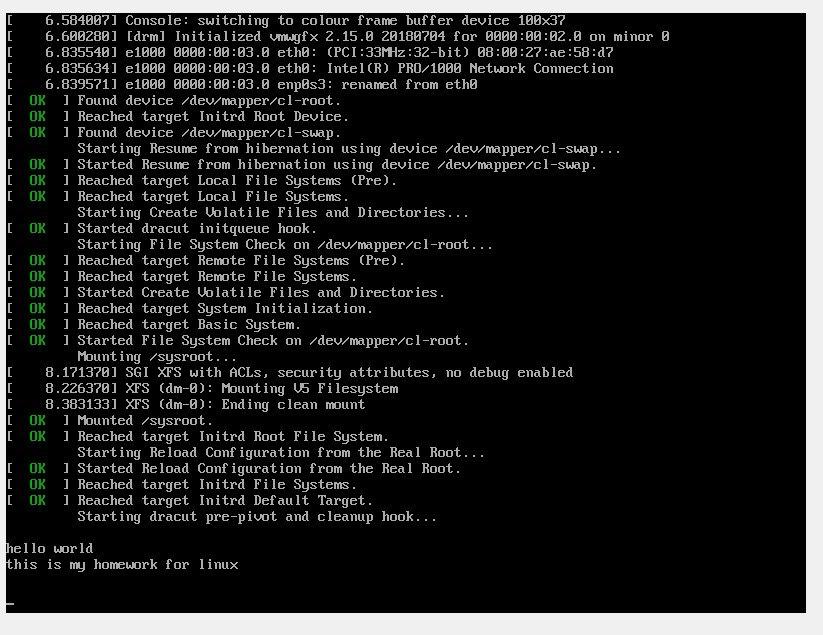 [    6.584007] Console: switching to colour frame buffer device 100x37
[    6.600280] [drm] Initialized vmwgfx 2.15.0 20180704 for 0000:00:02.0 on minor 0
[    6.835540] e1000 0000:00:03.0 eth0: (PCI:33MHz:32-bit) 08:00:27:ae:58:d7
[    6.835634] e1000 0000:00:03.0 eth0: Intel(R) PRO/1000 Network Connection
[    6.839571] e1000 0000:00:03.0 enp0s3: renamed from eth0
[  OK  ] Found device /dev/mapper/cl-root.
[  OK  ] Reached target Initrd Root Device.
[  OK  ] Found device /dev/mapper/cl-swap.
         Starting Resume from hibernation using device /dev/mapper/cl-swap...
[  OK  ] Started Resume from hibernation using device /dev/mapper/cl-swap.
[  OK  ] Reached target Local File Systems (Pre).
[  OK  ] Reached target Local File Systems.
         Starting Create Volatile Files and Directories...
[  OK  ] Started dracut initqueue hook.
         Starting File System Check on /dev/mapper/cl-root...
[  OK  ] Reached target Remote File Systems (Pre).
[  OK  ] Reached target Remote File Systems.
[  OK  ] Started Create Volatile Files and Directories.
[  OK  ] Reached target System Initialization.
[  OK  ] Reached target Basic System.
[  OK  ] Started File System Check on /dev/mapper/cl-root.
         Mounting /sysroot...
[    8.171370] SGI XFS with ACLs, security attributes, no debug enabled
[    8.226370] XFS (dm-0): Mounting V5 Filesystem
[    8.383133] XFS (dm-0): Ending clean mount
[  OK  ] Mounted /sysroot.
[  OK  ] Reached target Initrd Root File System.
         Starting Reload Configuration from the Real Root...
[  OK  ] Started Reload Configuration from the Real Root.
[  OK  ] Reached target Initrd File Systems.
[  OK  ] Reached target Initrd Default Target.
         Starting dracut pre-pivot and cleanup hook...
hello world
this is my homework for linux
_